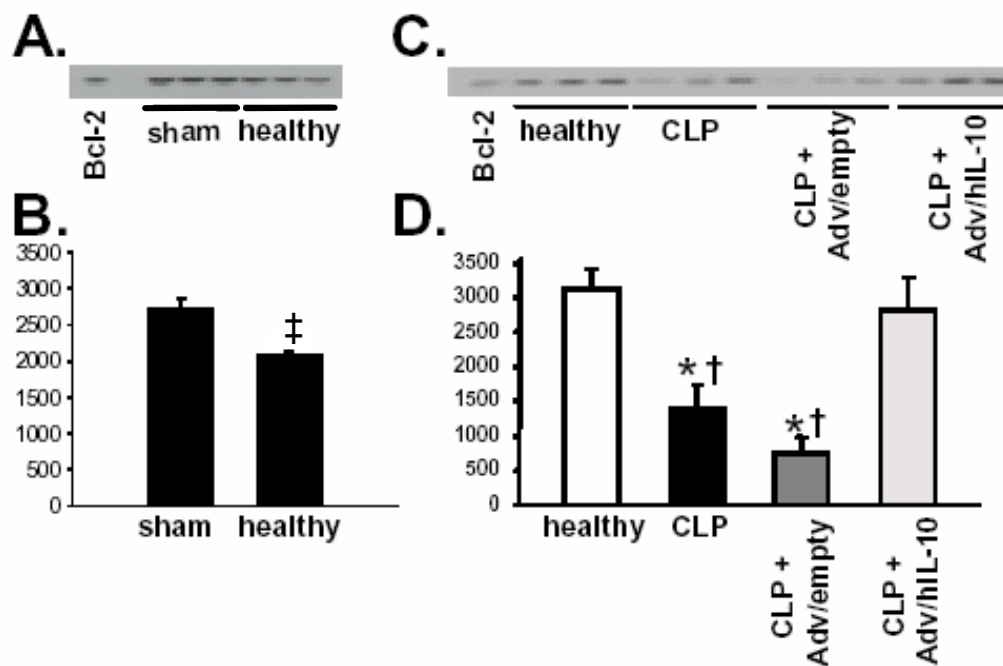 A.
Bcl-2
sham
healthy
B.
3500
3000
2500
2000
1500
1000
500
0
‡
sham
healthy
C.
Bcl-2
healthy
CLP
CLP +
Adv/empty
CLP +
Adv/hIL-10
D.
3500
3000
2500
2000
1500
1000
500
0
*†
*†
healthy
CLP
CLP +
Adv/empty
CLP +
Adv/hIL-10